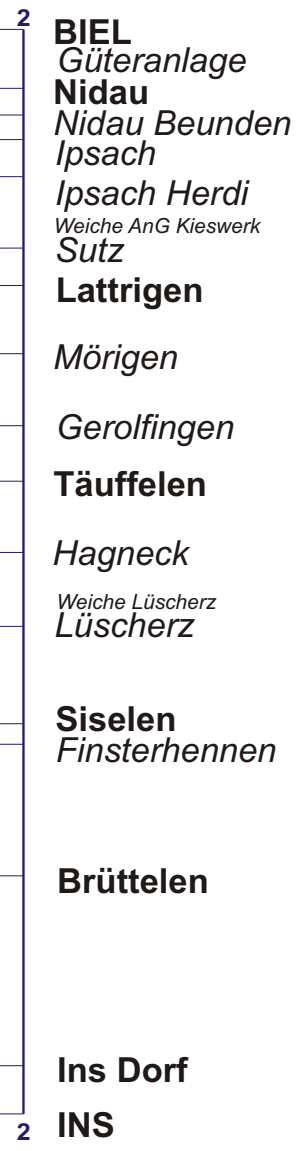 2
BIEL
Güteranlage
Nidau
Nidau Beunden
Ipsach
Ipsach Herdi
Weiche AnG Kieswerk
Sutz
Lattrigen
Mörigen
Gerolfingen
Täuffelen
Hagneck
Weiche Lüscherz
Lüscherz
Siselen
Finsterhennen
Brüttelen
Ins Dorf
2 INS